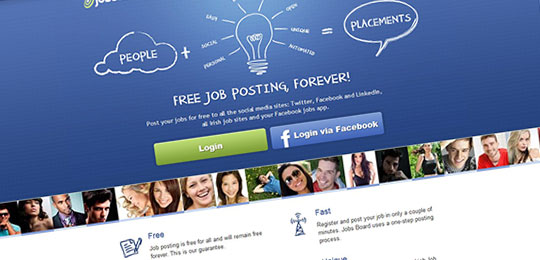 EASY
OPEN
SOCIAL
UNIQUE
PERSONAL
AUTOMATED
PEOPLE + = PLACEMENTS
FREE JOB POSTING, FOREVER!
Post your jobs for free to all the social media sites: Twitter, Facebook and LinkedIn,
all Irish job sites and your Facebook jobs app.
Login
f Login via Facebook
Free
Job posting is free for all and will remain free
forever. This is our guarantee.
Fast
Register and post your job in only a couple of
minutes. Jobs Board uses a one-step posting
process.